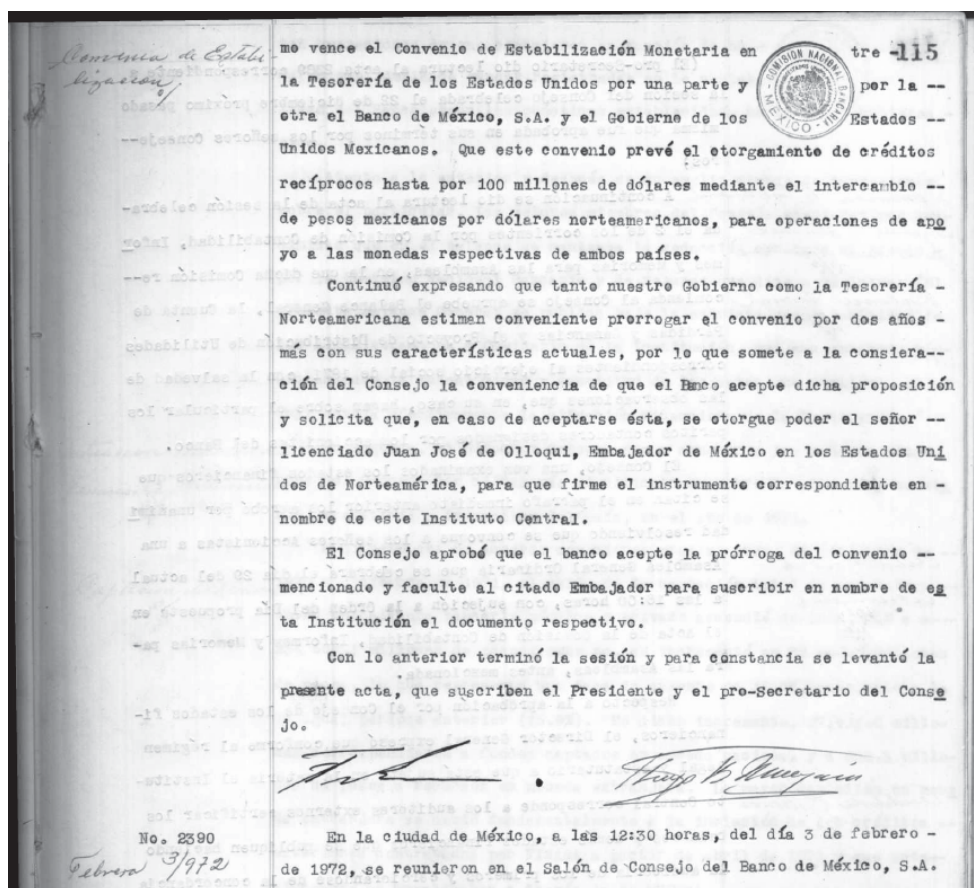 Convenio de Estabi-
lización
115
COMISION NACIONAL BANCARIA
MEXICO
mo vence el Convenio de Estabilización Monetaria en tre
la Tesorería de los Estados Unidos por una parte y por la --
otra el Banco de México, S.A. y el Gobierno de los Estados --
Unidos Mexicanos. Que este convenio prevé el otorgamiento de créditos
recíprocos hasta por 100 millones de dólares mediante el intercambio --
de pesos mexicanos por dólares norteamericanos, para operaciones de apo
yo a las monedas respectivas de ambos países.
Continuó expresando que tanto nuestro Gobierno como la Tesorería -
Norteamericana estiman conveniente prorrogar el convenio por dos años -
más con sus características actuales, por lo que somete a la consiera--
ción del Consejo la conveniencia de que el Banco acepte dicha proposición
y solicita que, en caso de aceptarse ésta, se otorgue poder el señor --
licenciado Juan José de Olloqui, Embajador de México en los Estados Uni
dos de Norteamérica, para que firme el instrumento correspondiente en -
nombre de este Instituto Central.
El Consejo aprobó que el banco acepte la prórroga del convenio --
mencionado y faculte al citado Embajador para suscribir en nombre de es
ta Institución el documento respectivo.
Con lo anterior terminó la sesión y para constancia se levantó la
presente acta, que suscriben el Presidente y el pro-Secretario del Conse
jo.
No. 2390
Febrero 3/972
En la ciudad de México, a las 12:30 horas, del día 3 de febrero -
de 1972, se reunieron en el Salón de Consejo del Banco de México, S.A.